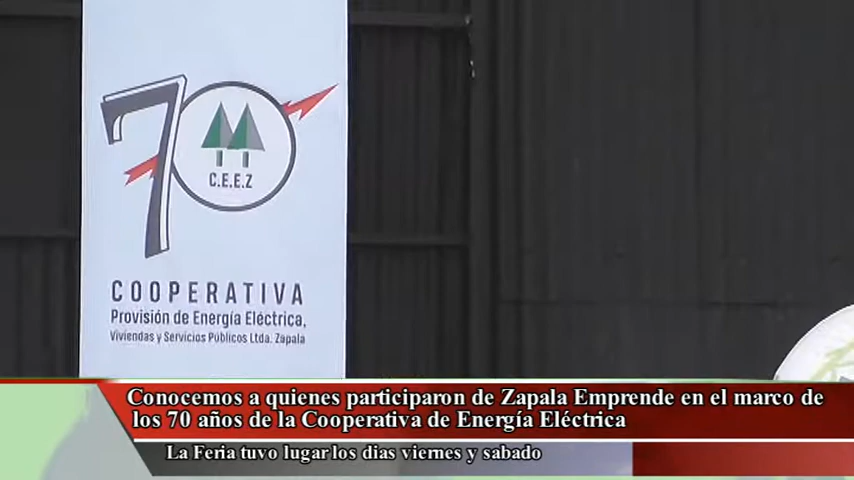 70
C.E.E.Z
COOPERATIVA
Provisión de Energía Eléctrica,
Viviendas y Servicios Públicos Ltda. Zapala
Conocemos a quienes participaron de Zapala Emprende en el marco de
los 70 años de la Cooperativa de Energía Eléctrica
La Feria tuvo lugar los dias viernes y sabado